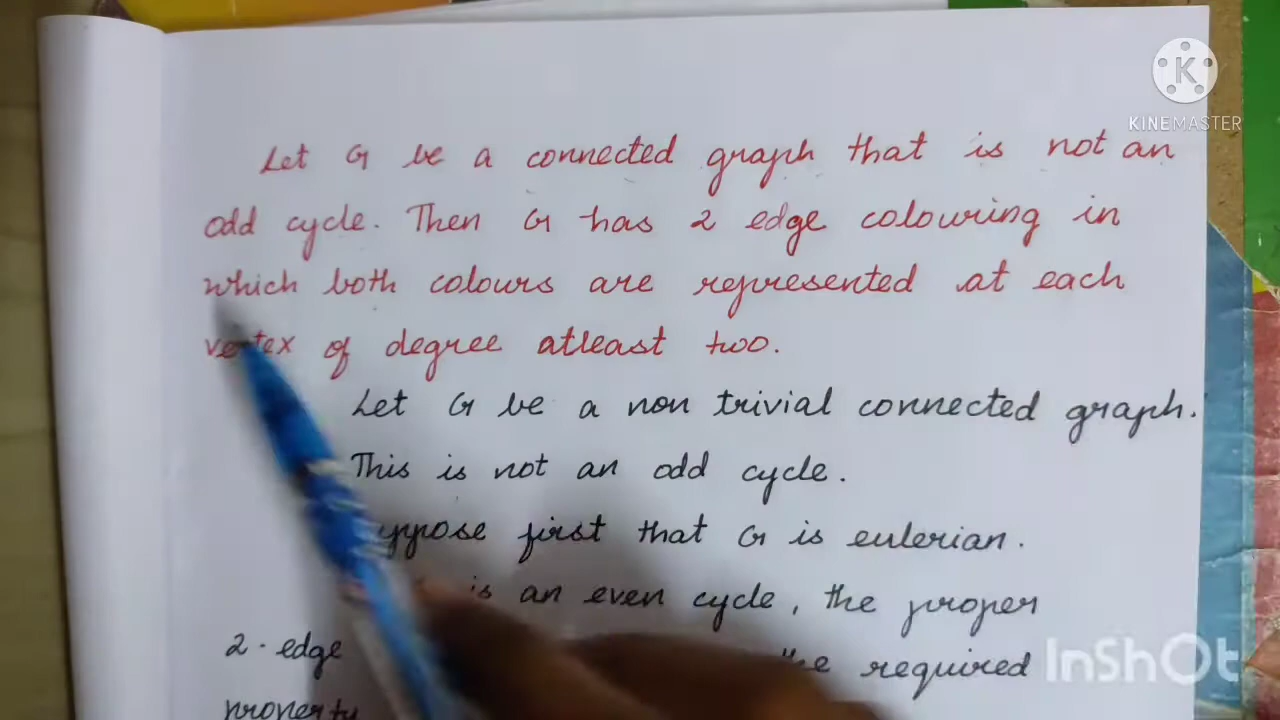 K
KINEMASTER
Let G be a connected graph that is not an
odd cycle. Then G has 2 edge colouring in
which both colours are represented at each
vertex of degree atleast two.
Let G be a non trivial connected graph.
This is not an odd cycle.
first that G is eulerian.
is an even cycle, the proper
2-edge the required
property
InShOt